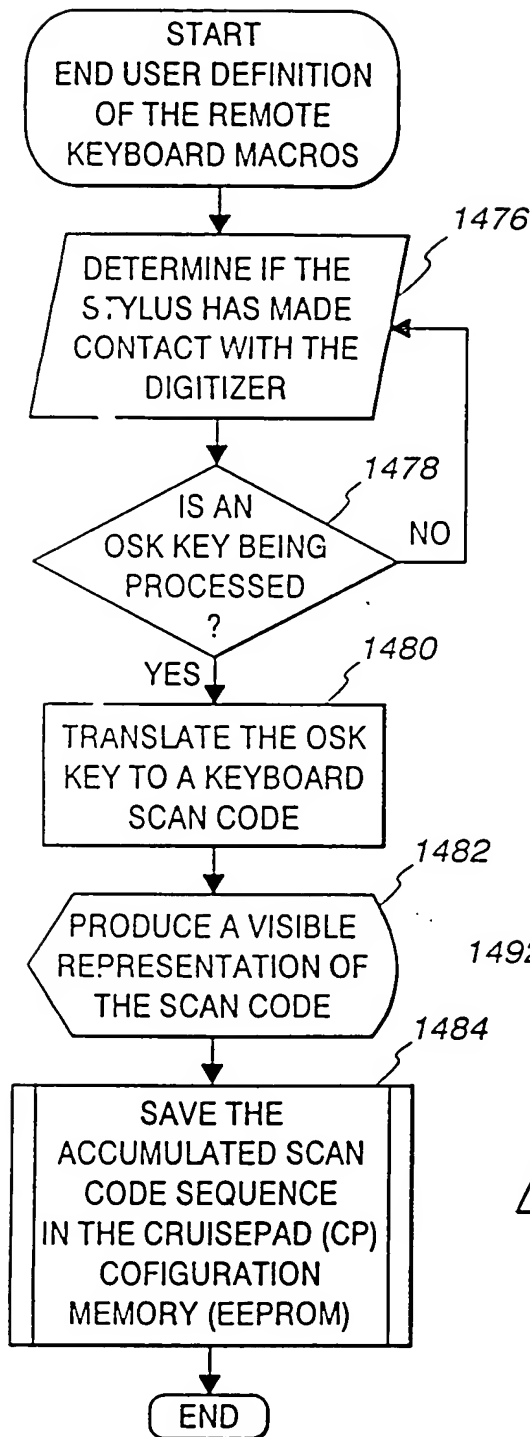 START
END USER DEFINITION
OF THE REMOTE
KEYBOARD MACROS
1476
DETERMINE IF THE
STYLUS HAS MADE
CONTACT WITH THE
DIGITIZER
1478
IS AN
OSK KEY BEING
PROCESSED
?
NO
YES
1480
TRANSLATE THE OSK
KEY TO A KEYBOARD
SCAN CODE
1482
PRODUCE A VISIBLE
REPRESENTATION OF
THE SCAN CODE
1492
1484
SAVE THE
ACCUMULATED SCAN
CODE SEQUENCE
IN THE CRUISEPAD (CP)
COFIGURATION
MEMORY (EEPROM)
END